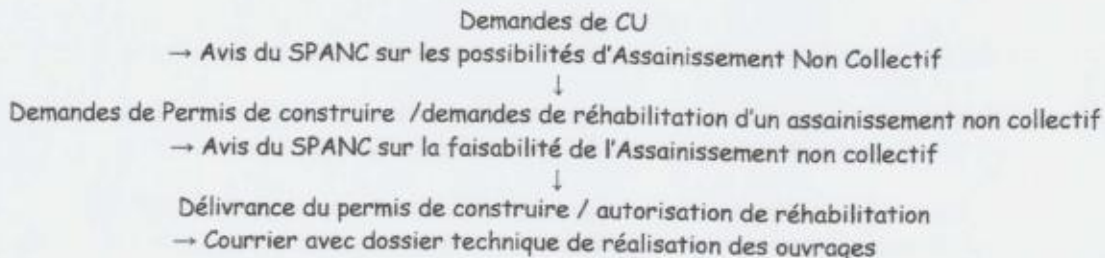 Demandes de CU
→ Avis du SPANC sur les possibilités d'Assainissement Non Collectif
↓
Demandes de Permis de construire /demandes de réhabilitation d'un assainissement non collectif
→ Avis du SPANC sur la faisabilité de l'Assainissement non collectif
↓
Délivrance du permis de construire / autorisation de réhabilitation
→ Courrier avec dossier technique de réalisation des ouvrages